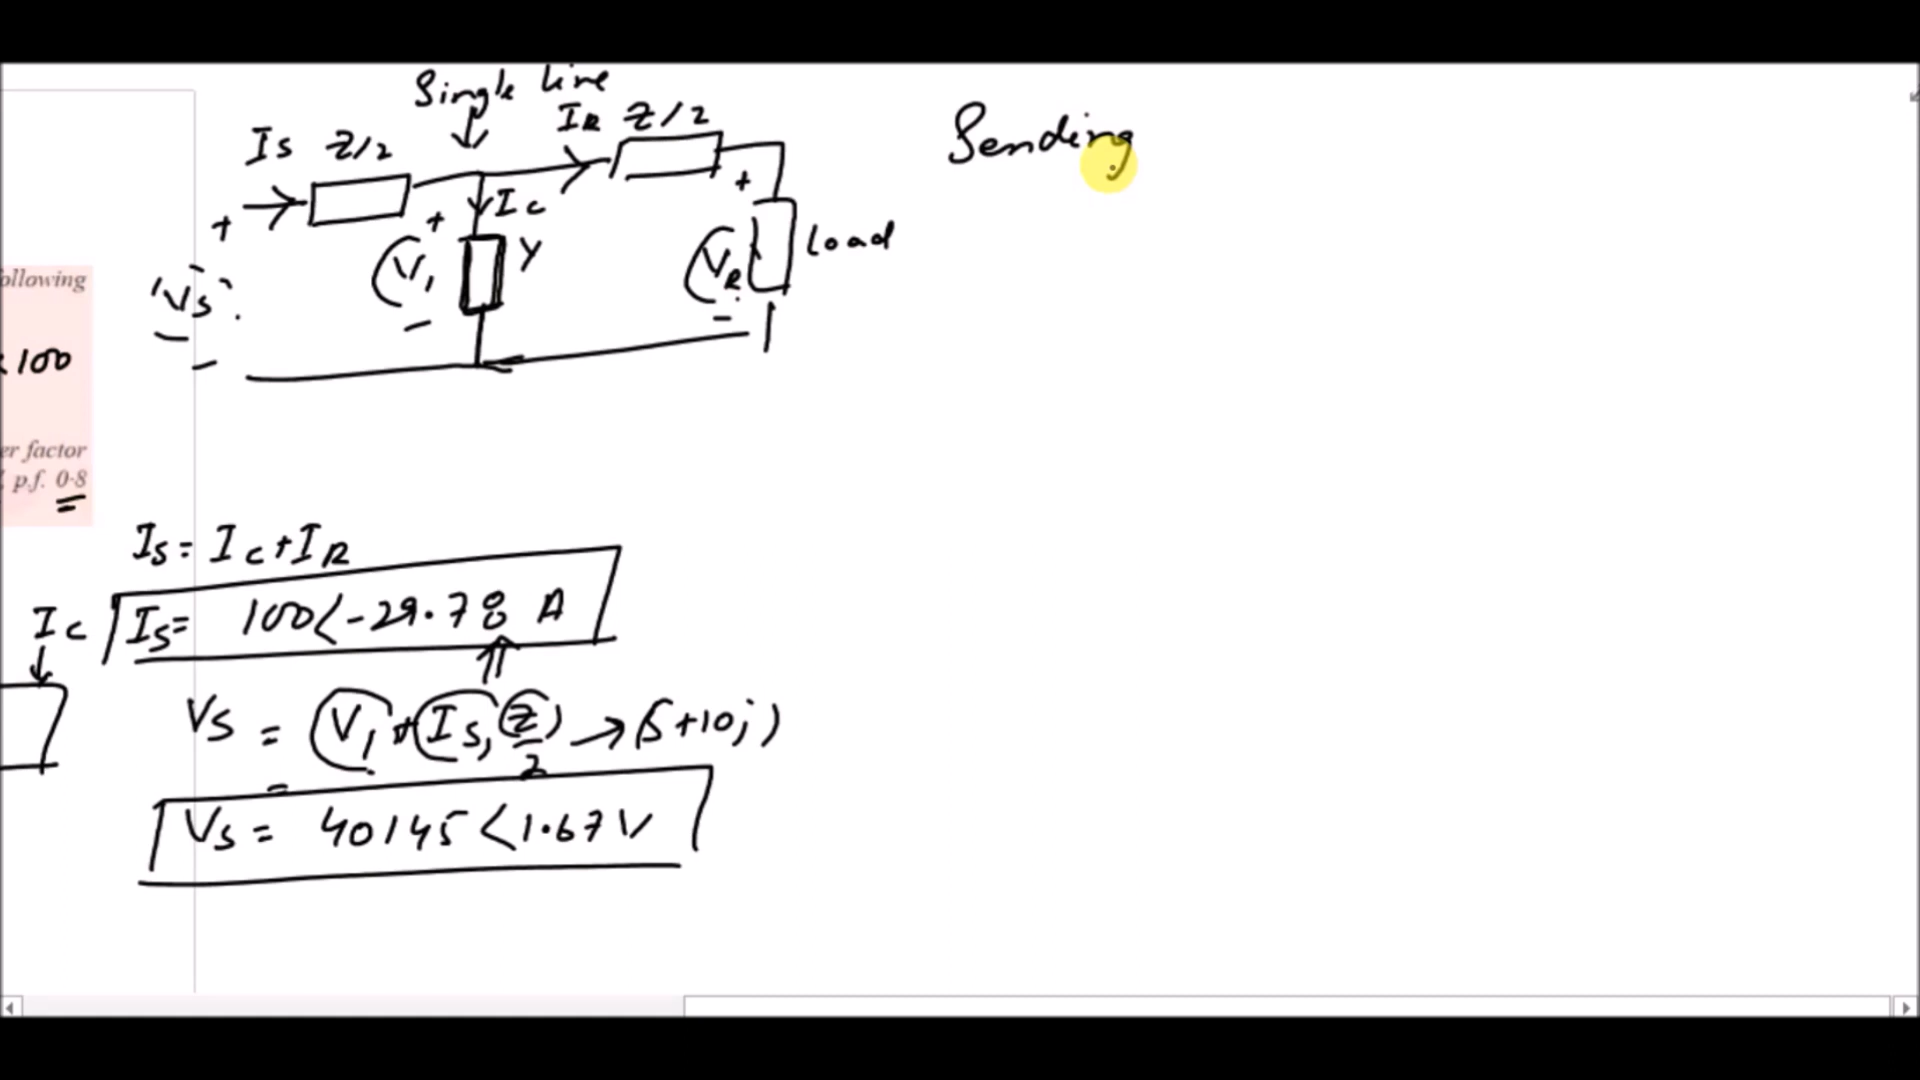 Single line
Is Z/2
IR Z/2
Sending
+
Ic
+
+
V1
Y
VR
Load
Vs
-
-
-
ollowing
100
er factor
p.f. 0·8
Is = Ic + IR
Ic
Is = 100<-29.78 A
Vs = V1 + Is, (Z/2) → (5+10j)
=
Vs = 40145<1.67 V